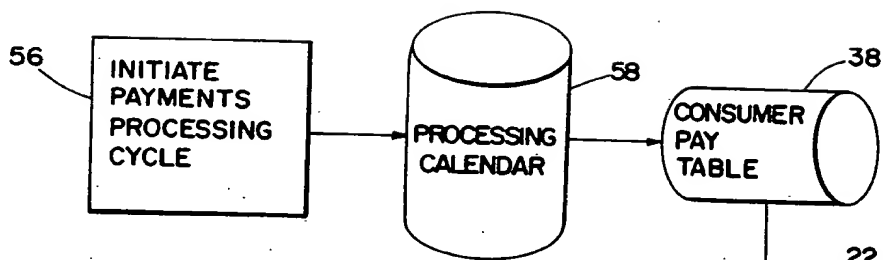 56
INITIATE
PAYMENTS
PROCESSING
CYCLE
PROCESSING
CALENDAR
58
CONSUMER
PAY
TABLE
38
22